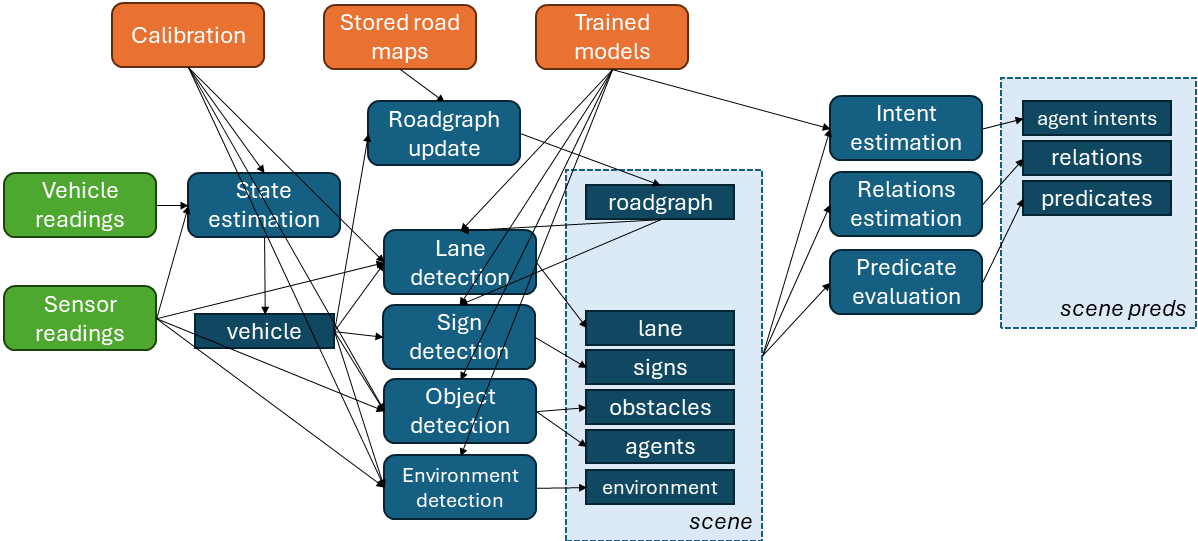 Calibration
Stored road
maps
Trained
models
Roadgraph
update
Intent
estimation
agent intents
relations
predicates
scene preds
Vehicle
readings
State
estimation
roadgraph
Relations
estimation
Lane
detection
Predicate
evaluation
Sensor
readings
vehicle
Sign
detection
lane
signs
Object
detection
obstacles
agents
Environment
detection
environment
scene